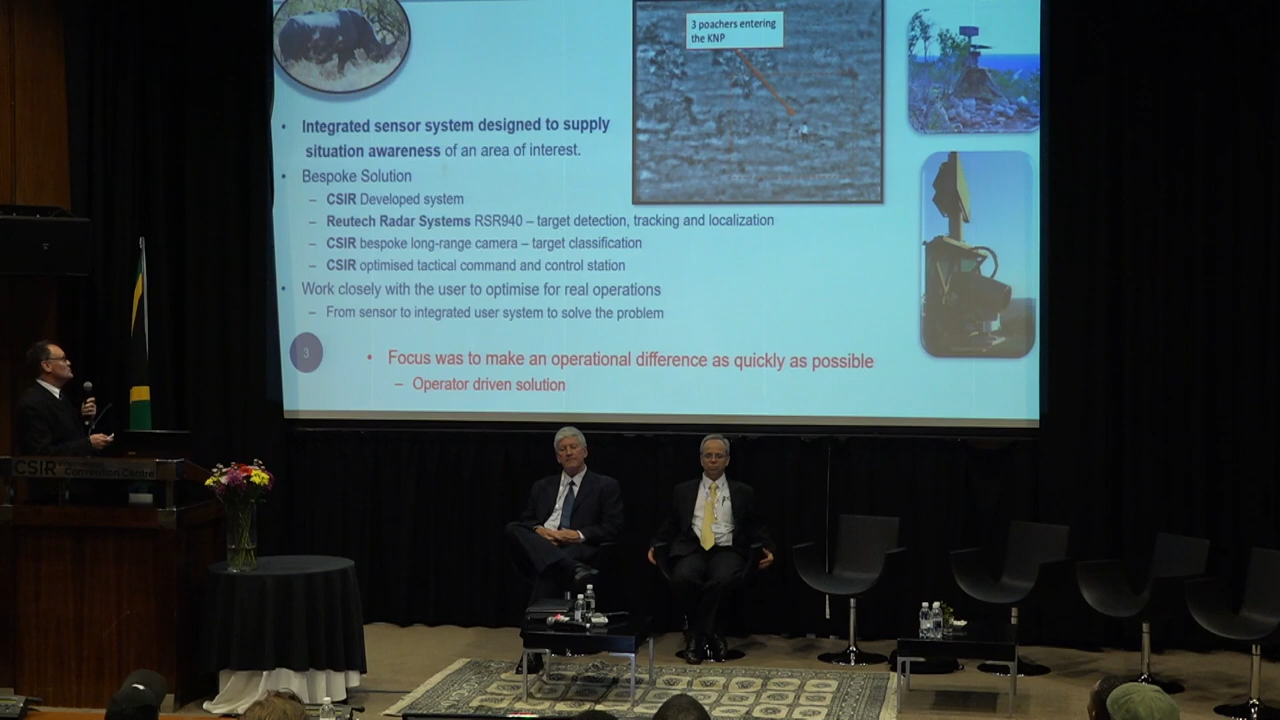 3 poachers entering
the KNP
• Integrated sensor system designed to supply
situation awareness of an area of interest.
• Bespoke Solution
– CSIR Developed system
– Reutech Radar Systems RSR940 – target detection, tracking and localization
– CSIR bespoke long-range camera – target classification
– CSIR optimised tactical command and control station
• Work closely with the user to optimise for real operations
– From sensor to integrated user system to solve the problem
3
• Focus was to make an operational difference as quickly as possible
– Operator driven solution
CSIR Convention Centre